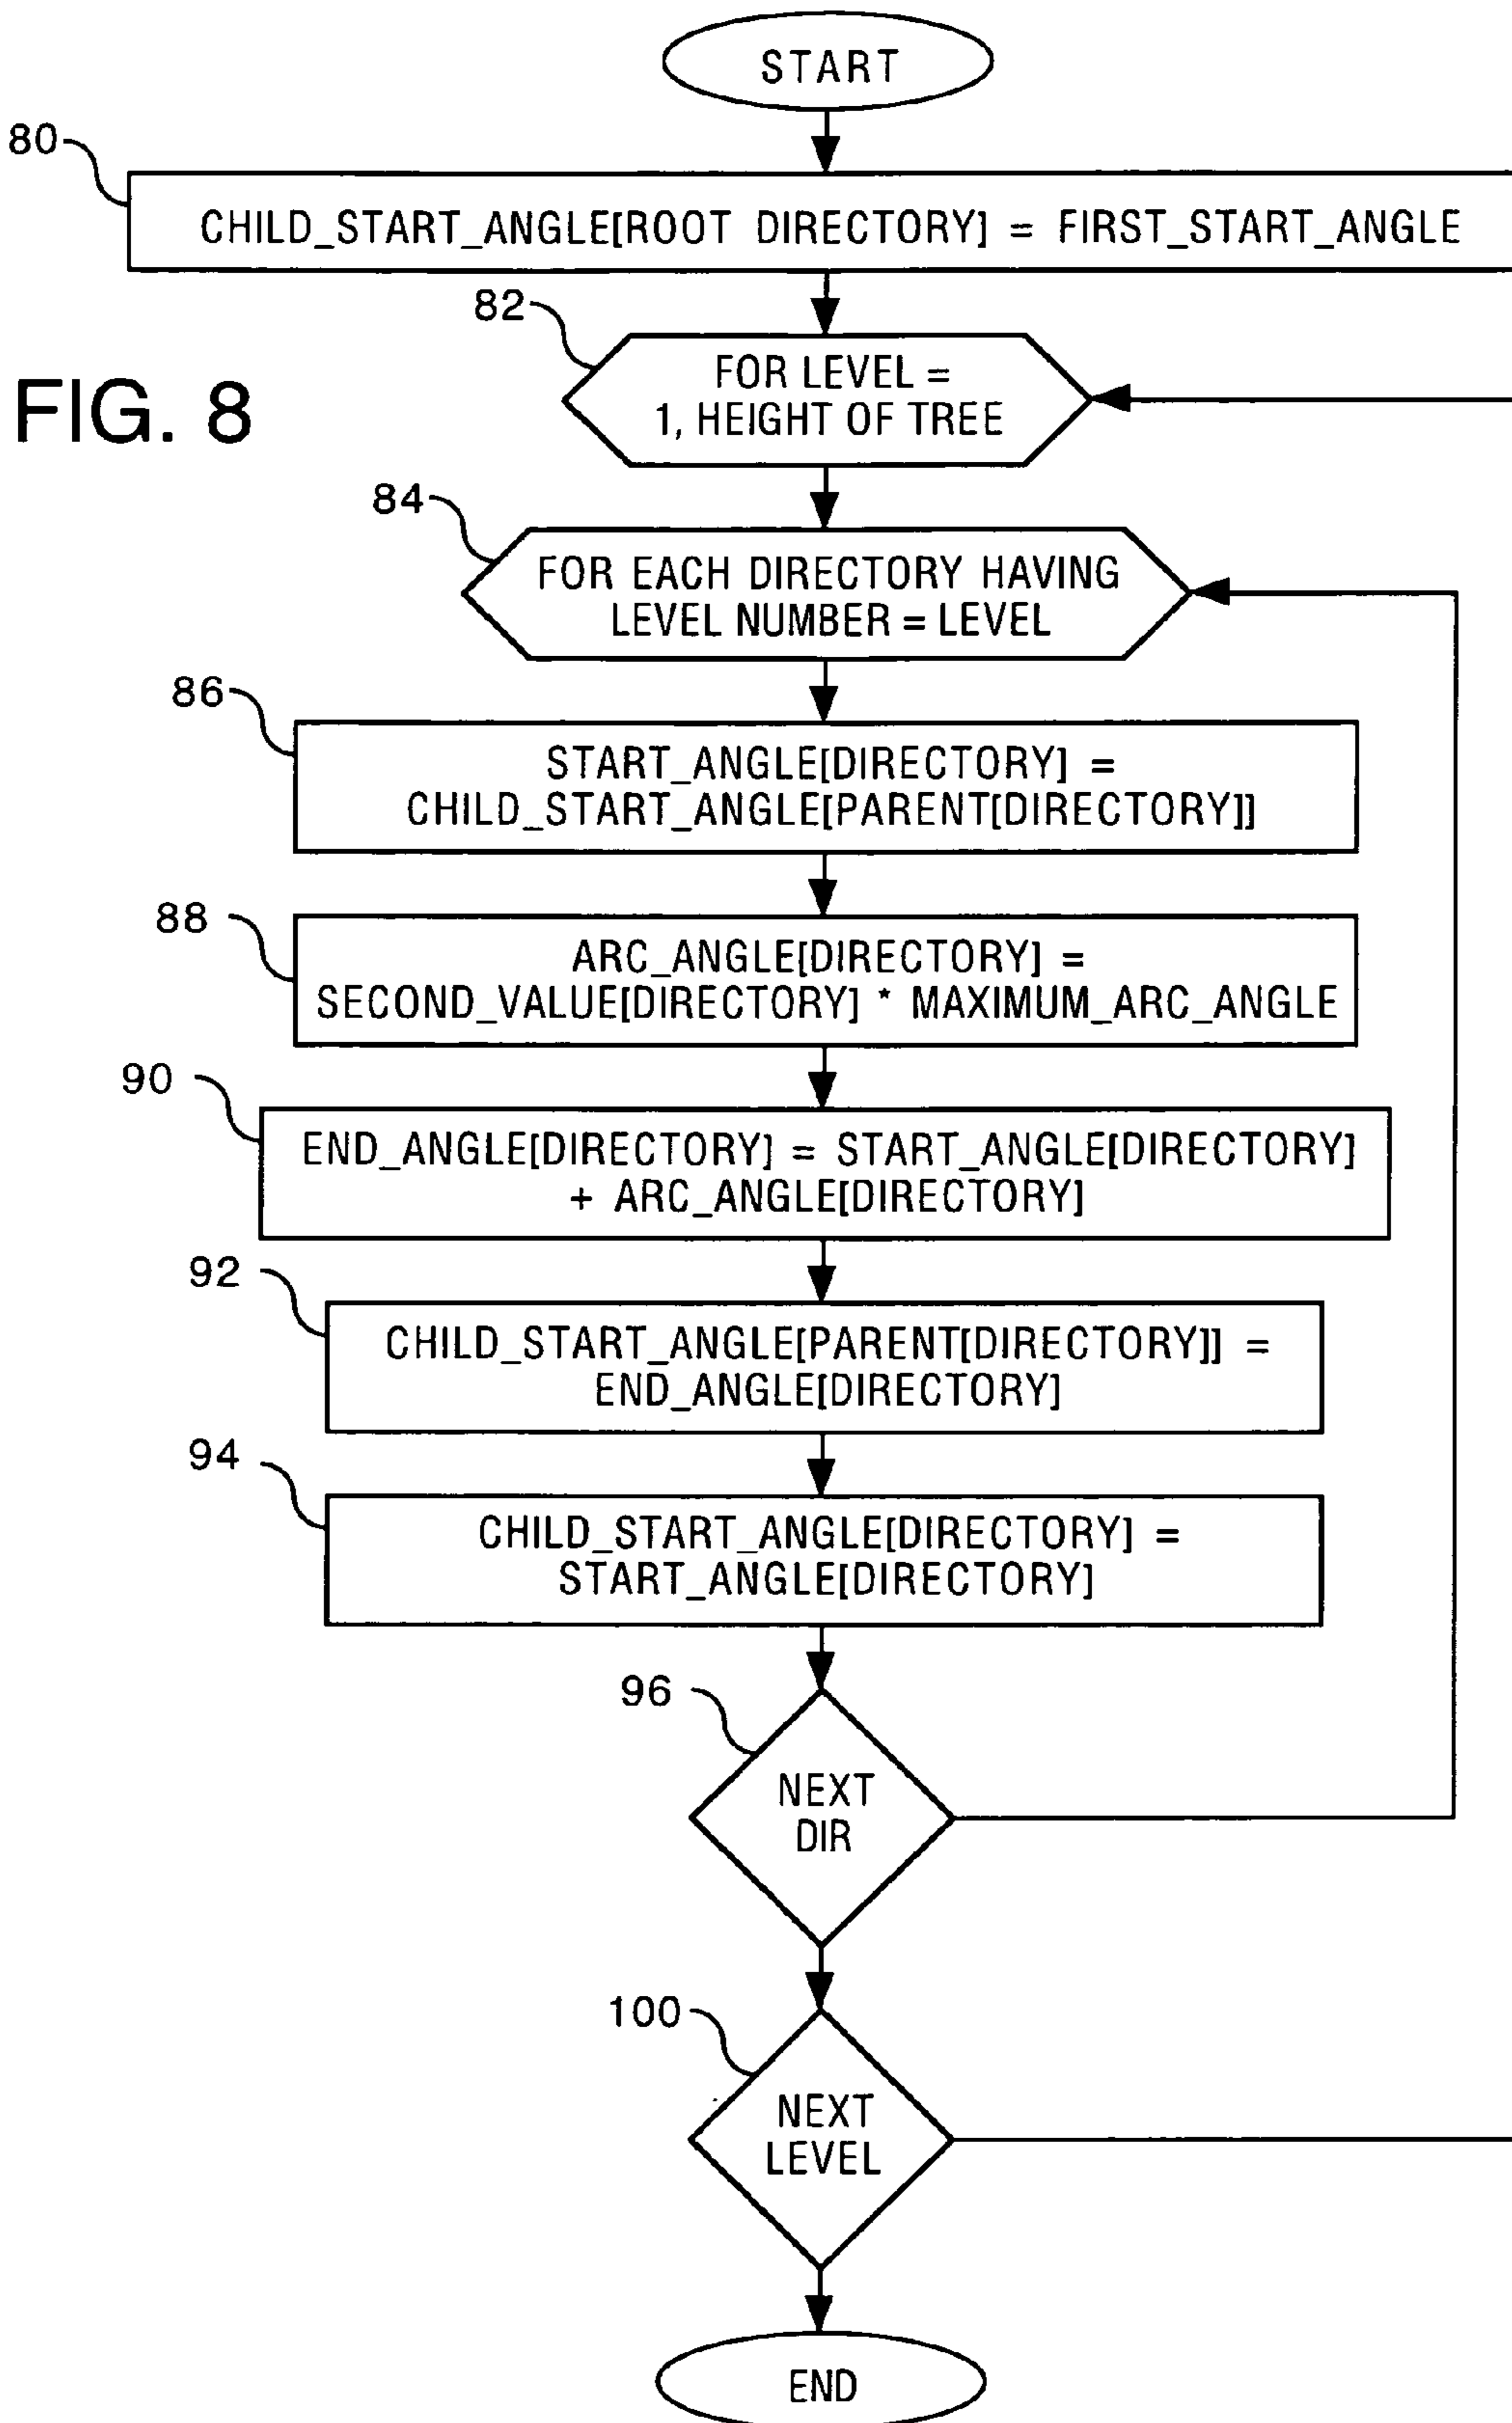 START
80
CHILD_START_ANGLE[ROOT DIRECTORY] = FIRST_START_ANGLE
82
FOR LEVEL =
1, HEIGHT OF TREE
FIG. 8
84
FOR EACH DIRECTORY HAVING
LEVEL NUMBER = LEVEL
86
START_ANGLE[DIRECTORY] =
CHILD_START_ANGLE[PARENT[DIRECTORY]]
88
ARC_ANGLE[DIRECTORY] =
SECOND_VALUE[DIRECTORY] * MAXIMUM_ARC_ANGLE
90
END_ANGLE[DIRECTORY] = START_ANGLE[DIRECTORY]
+ ARC_ANGLE[DIRECTORY]
92
CHILD_START_ANGLE[PARENT[DIRECTORY]] =
END_ANGLE[DIRECTORY]
94
CHILD_START_ANGLE[DIRECTORY] =
START_ANGLE[DIRECTORY]
96
NEXT
DIR
100
NEXT
LEVEL
END